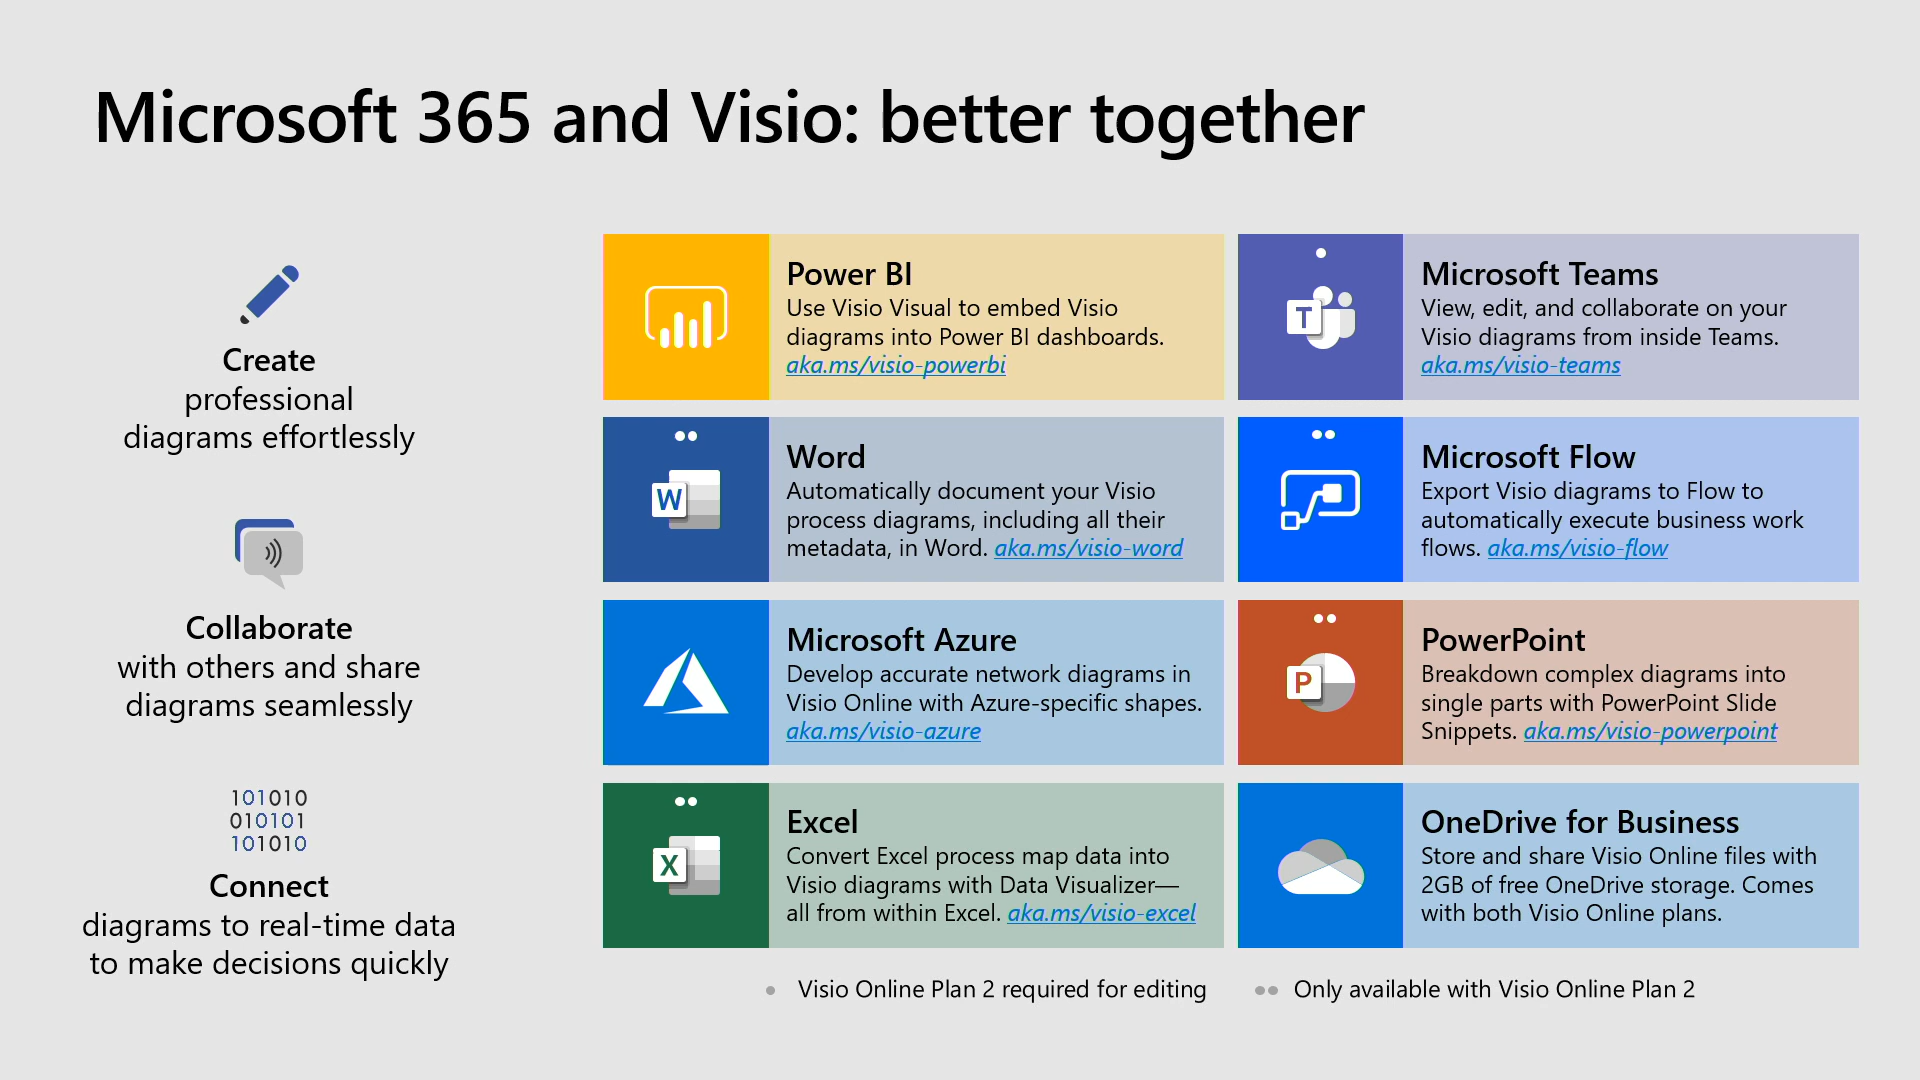 Microsoft 365 and Visio: better together
Create
professional
diagrams effortlessly
Collaborate
with others and share
diagrams seamlessly
101010
010101
101010
Connect
diagrams to real-time data
to make decisions quickly
Power BI
Use Visio Visual to embed Visio
diagrams into Power BI dashboards.
aka.ms/visio-powerbi
T
Microsoft Teams
View, edit, and collaborate on your
Visio diagrams from inside Teams.
aka.ms/visio-teams
W
Word
Automatically document your Visio
process diagrams, including all their
metadata, in Word. aka.ms/visio-word
Microsoft Flow
Export Visio diagrams to Flow to
automatically execute business work
flows. aka.ms/visio-flow
Microsoft Azure
Develop accurate network diagrams in
Visio Online with Azure-specific shapes.
aka.ms/visio-azure
P
PowerPoint
Breakdown complex diagrams into
single parts with PowerPoint Slide
Snippets. aka.ms/visio-powerpoint
X
Excel
Convert Excel process map data into
Visio diagrams with Data Visualizer—
all from within Excel. aka.ms/visio-excel
OneDrive for Business
Store and share Visio Online files with
2GB of free OneDrive storage. Comes
with both Visio Online plans.
Visio Online Plan 2 required for editing
Only available with Visio Online Plan 2